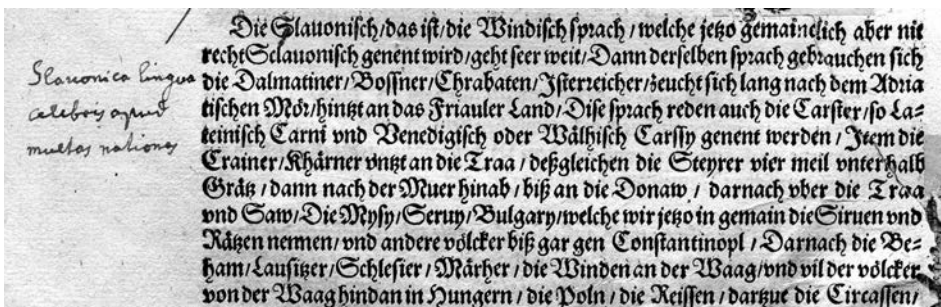 Slauonica lingua
celebris apud
multas nationes
Die Slauonisch/das ist/die Windisch sprach / welche jetzo gemainclich aber nit
recht Sclauonisch genent wird/geht seer weit/Dann derselben sprach gebrauchen sich
die Dalmatiner/Bossner/Chrabaten/Isterreicher/zeucht sich lang nach dem Adria
tischen Mör/hintzt an das Friauler Land/Dise sprach reden auch die Carster/so La⸗
teinisch Carni vnd Venedigisch oder Wälhisch Carssy genent werden / Item die
Crainer/Khärner vntzt an die Traa / deßgleichen die Steyrer vier meil vnterhalb
Grätz / dann nach der Muer hinab / biß an die Donaw / darnach vber die Traa
vnd Saw/Die Mysy/Seruy/Bulgary/welche wir jetzo in gemain die Siruen vnd
Rätzen nennen/vnd andere völcker biß gar gen Constantinopl / Darnach die Be⸗
ham/Lausitzer/Schlesier/Märher / die Winden an der Waag/vnd vil der völcker
von der Waag hindan in Hungern / die Poln / die Reissen / dartzue die Circassen/